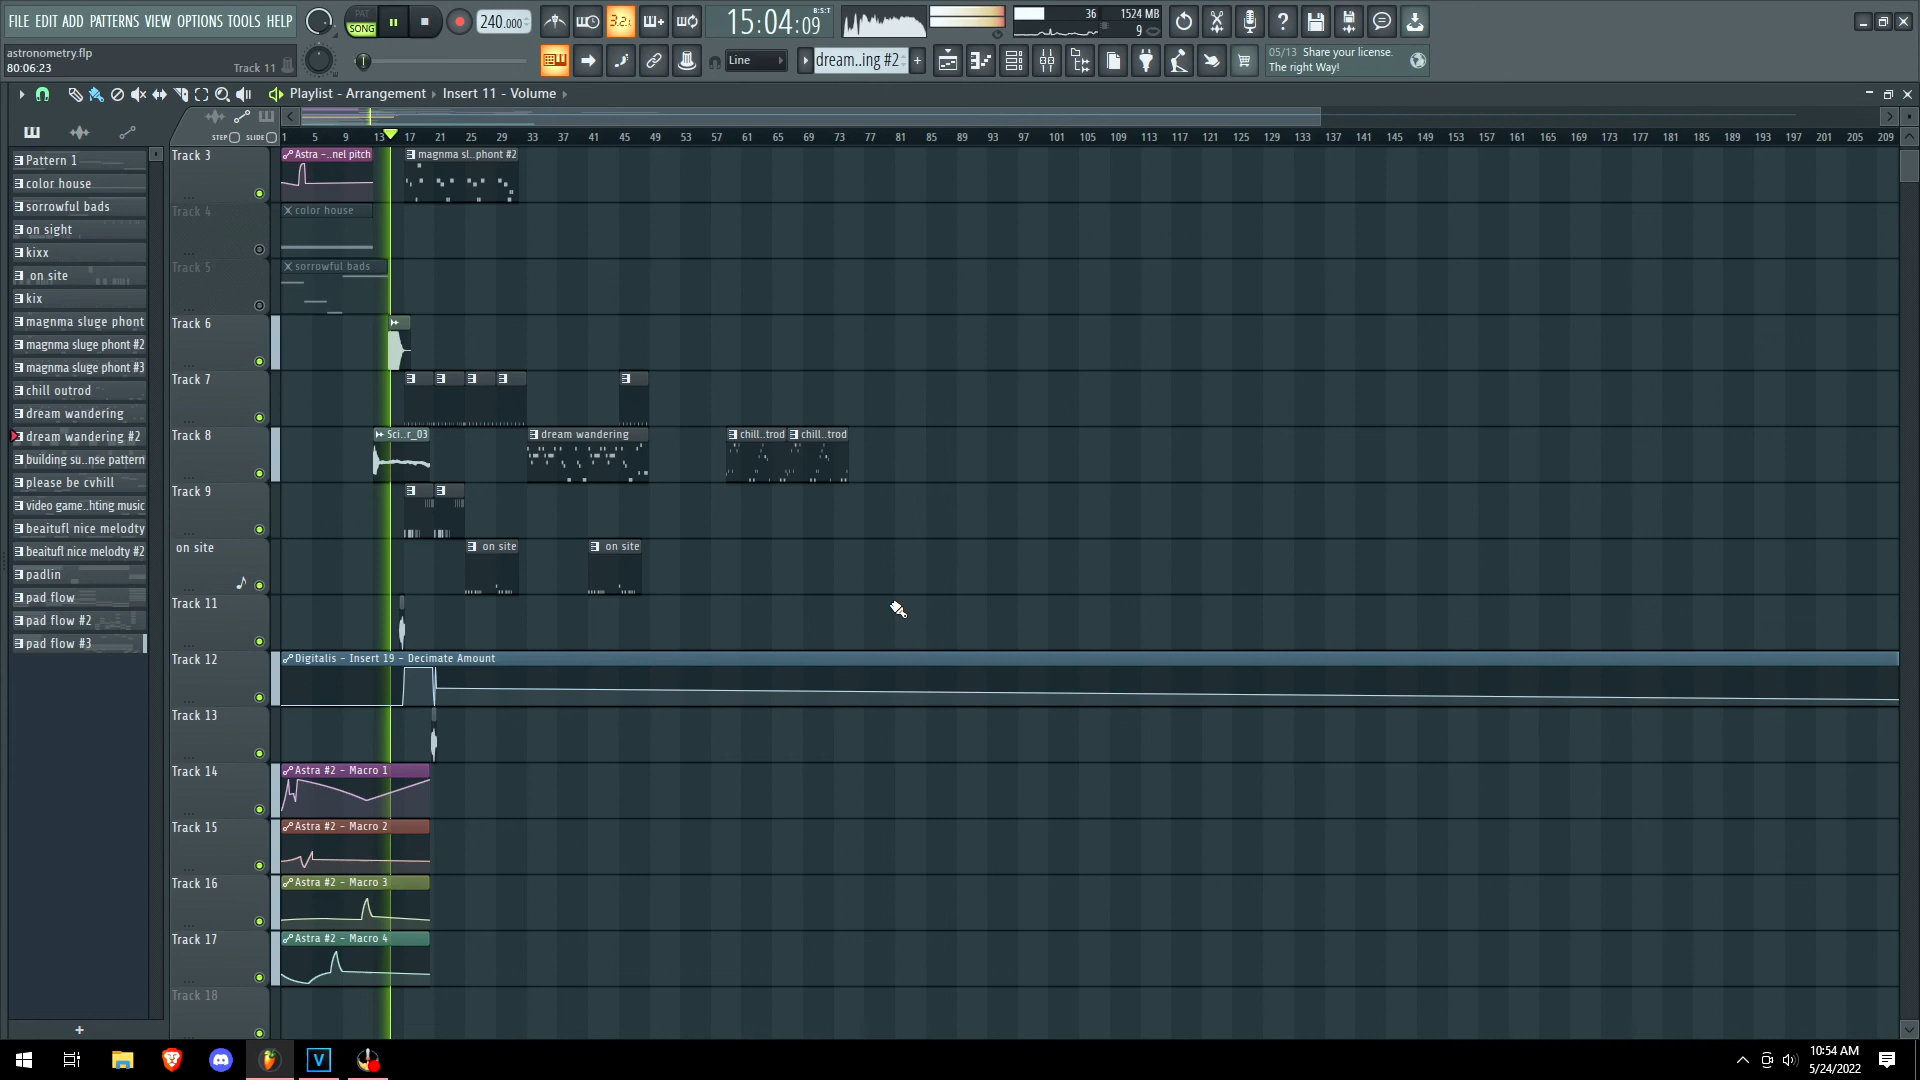 FILE EDIT ADD PATTERNS VIEW OPTIONS TOOLS HELP
PAT
SONG
240.000
3.2.
15:04:09
B:S:T
36
1524 MB
9
astronometry.flp
80:06:23
Track 11
Line
dream..ing #2
05/13 Share your license.
The right Way!
Playlist - Arrangement
Insert 11 - Volume
STEP
SLIDE
1 5 9 13 17 21 25 29 33 37 41 45 49 53 57 61 65 69 73 77 81 85 89 93 97 101 105 109 113 117 121 125 129 133 137 141 145 149 153 157 161 165 169 173 177 181 185 189 193 197 201 205 209
Pattern 1
color house
sorrowful bads
on sight
kixx
on site
kix
magnma sluge phont
magnma sluge phont #2
magnma sluge phont #3
chill outrod
dream wandering
dream wandering #2
building su..nse pattern
please be cvhill
video game..hting music
beaitufl nice melodty
beaitufl nice melodty #2
padlin
pad flow
pad flow #2
pad flow #3
+
Track 3
Astra -..nel pitch
magnma sl..phont #2
Track 4
color house
Track 5
sorrowful bads
Track 6
Track 7
Track 8
Sci..r_03
dream wandering
chill..trod
chill..trod
Track 9
on site
on site
on site
Track 11
Track 12
Digitalis - Insert 19 - Decimate Amount
Track 13
Track 14
Astra #2 - Macro 1
Track 15
Astra #2 - Macro 2
Track 16
Astra #2 - Macro 3
Track 17
Astra #2 - Macro 4
Track 18
10:54 AM
5/24/2022